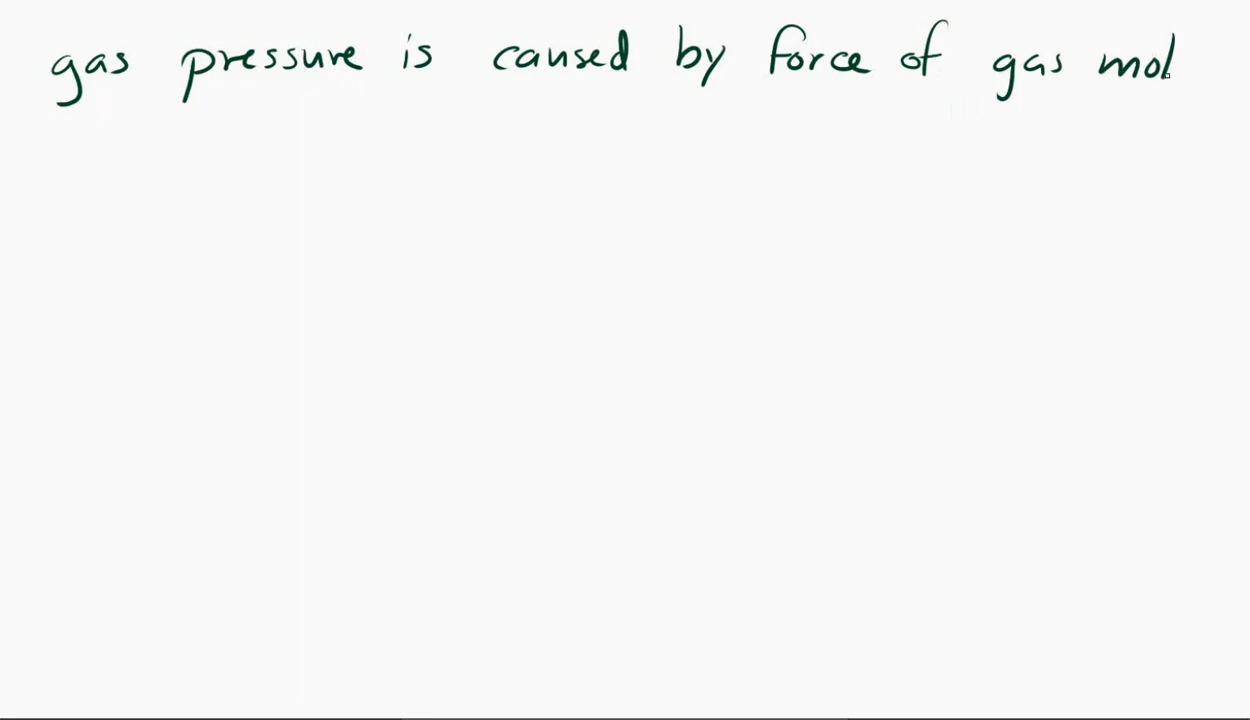 gas pressure is caused by force of gas mol